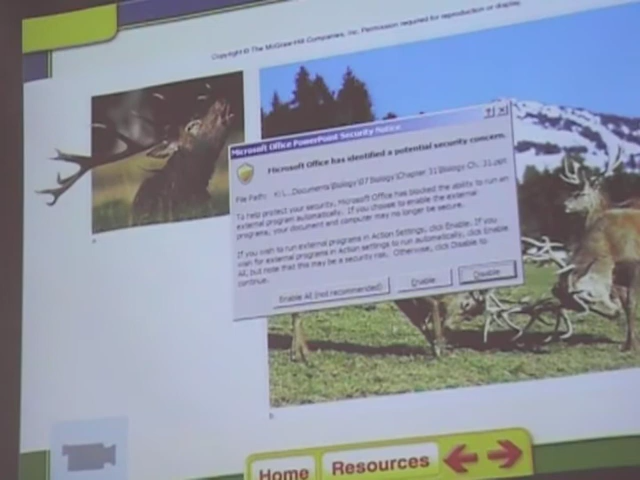 Copyright © The McGraw-Hill Companies, Inc. Permission required for reproduction or display.
Microsoft Office PowerPoint Security Notice
Microsoft Office has identified a potential security concern.
File Path:
To help protect your security, Microsoft Office has blocked the ability to run an
external program automatically. If you choose to enable the external
programs, your document and computer may no longer be secure.
If you wish to run external programs in Action Settings, click Enable. If you
wish for external programs in Action settings to run automatically, click Enable
All, but note that this may be a security risk. Otherwise, click Disable to
continue.
Enable All (not recommended)
Enable
Disable
a
b
Home
Resources